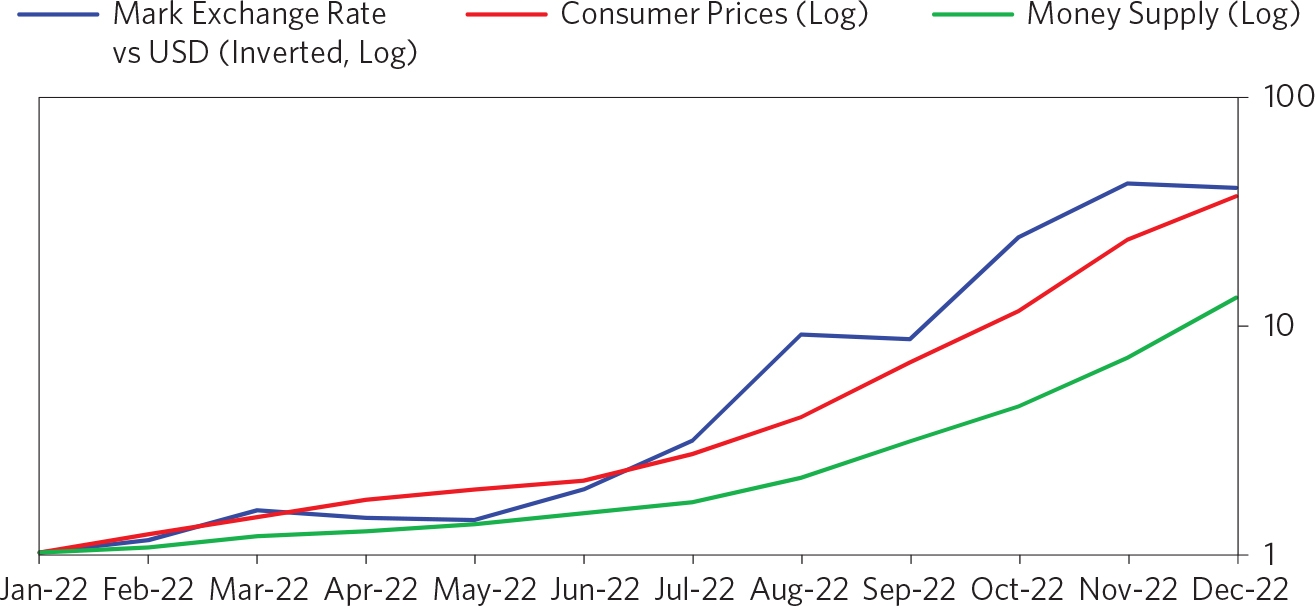 Mark Exchange Rate
vs USD (Inverted, Log)
Consumer Prices (Log)
Money Supply (Log)
100
10
1
Jan-22 Feb-22 Mar-22 Apr-22 May-22 Jun-22 Jul-22 Aug-22 Sep-22 Oct-22 Nov-22 Dec-22